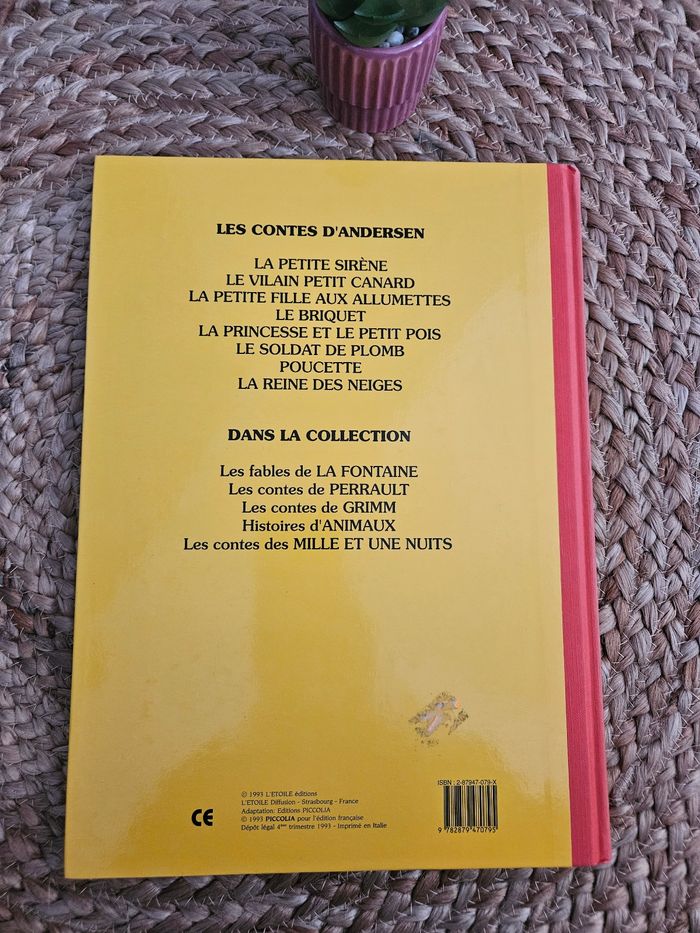 LES CONTES D'ANDERSEN
LA PETITE SIRÈNE
LE VILAIN PETIT CANARD
LA PETITE FILLE AUX ALLUMETTES
LE BRIQUET
LA PRINCESSE ET LE PETIT POIS
LE SOLDAT DE PLOMB
POUCETTE
LA REINE DES NEIGES
DANS LA COLLECTION
Les fables de LA FONTAINE
Les contes de PERRAULT
Les contes de GRIMM
Histoires d'ANIMAUX
Les contes des MILLE ET UNE NUITS
CE
© 1993 L'ETOILE éditions
L'ETOILE Diffusion - Strasbourg - France
Adaptation: Editions PICCOLIA
© 1993 PICCOLIA pour l'édition française
Dépôt légal 4ème trimestre 1993 - Imprimé en Italie
ISBN : 2-87947-079-X
9 782879 470795